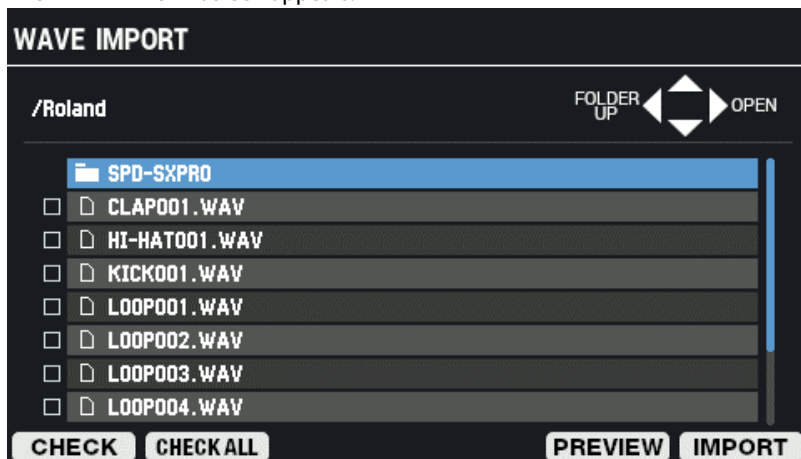 WAVE IMPORT
/Roland
FOLDER UP
OPEN
SPD-SXPRO
CLAP001.WAV
HI-HAT001.WAV
KICK001.WAV
LOOP001.WAV
LOOP002.WAV
LOOP003.WAV
LOOP004.WAV
CHECK CHECK ALL PREVIEW IMPORT